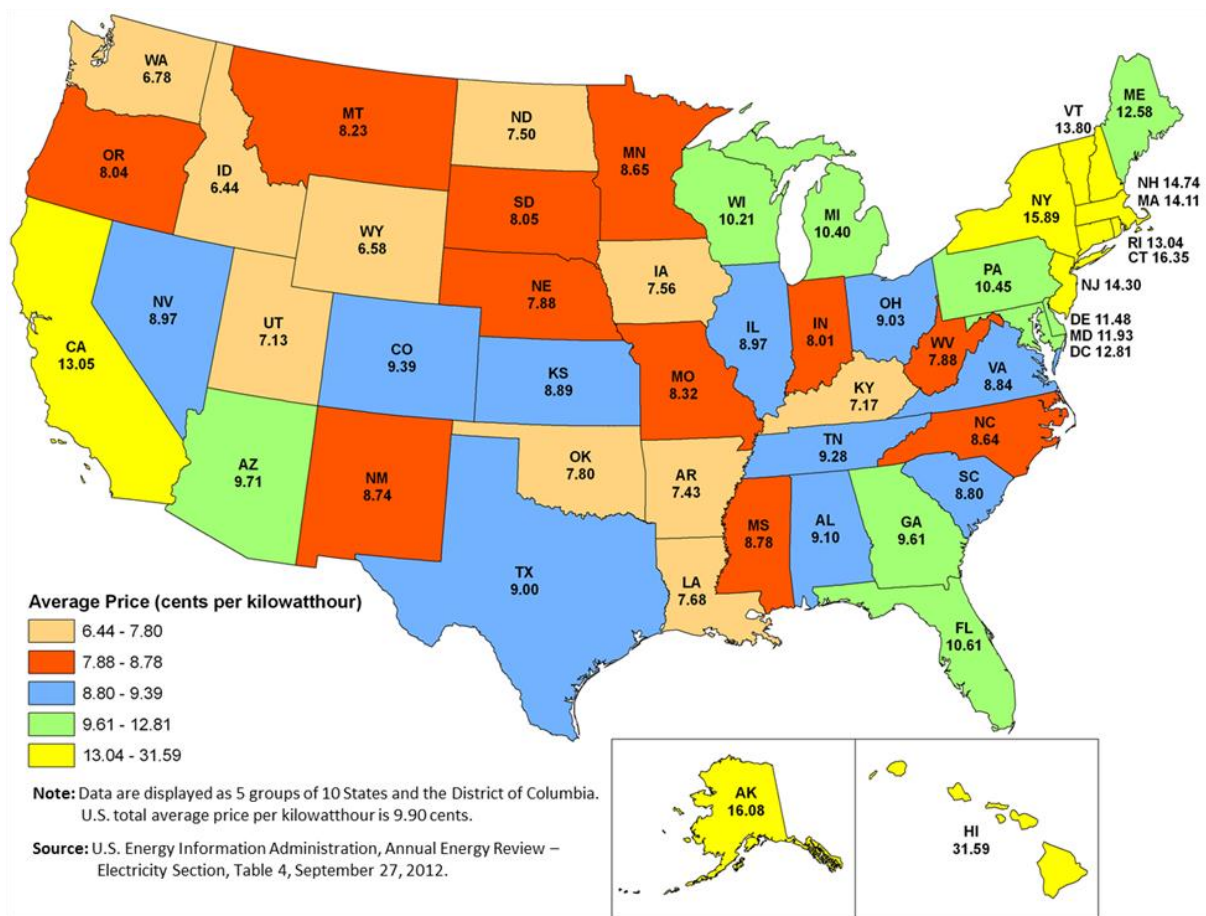 WA
6.78
MT
8.23
ND
7.50
MN
8.65
VT
13.80
ME
12.58
OR
8.04
ID
6.44
SD
8.05
WI
10.21
MI
10.40
NY
15.89
NH 14.74
MA 14.11
WY
6.58
RI 13.04
CT 16.35
NE
7.88
IA
7.56
PA
10.45
NJ 14.30
NV
8.97
UT
7.13
CO
9.39
IL
8.97
IN
8.01
OH
9.03
DE 11.48
MD 11.93
DC 12.81
CA
13.05
KS
8.89
MO
8.32
KY
7.17
WV
7.88
VA
8.84
AZ
9.71
NM
8.74
OK
7.80
AR
7.43
TN
9.28
NC
8.64
SC
8.80
TX
9.00
LA
7.68
MS
8.78
AL
9.10
GA
9.61
FL
10.61
Average Price (cents per kilowatthour)
6.44 - 7.80
7.88 - 8.78
8.80 - 9.39
9.61 - 12.81
13.04 - 31.59
Note: Data are displayed as 5 groups of 10 States and the District of Columbia.
U.S. total average price per kilowatthour is 9.90 cents.
Source: U.S. Energy Information Administration, Annual Energy Review –
Electricity Section, Table 4, September 27, 2012.
AK
16.08
HI
31.59